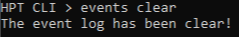 HPT CLI > events clear
The event log has been clear!